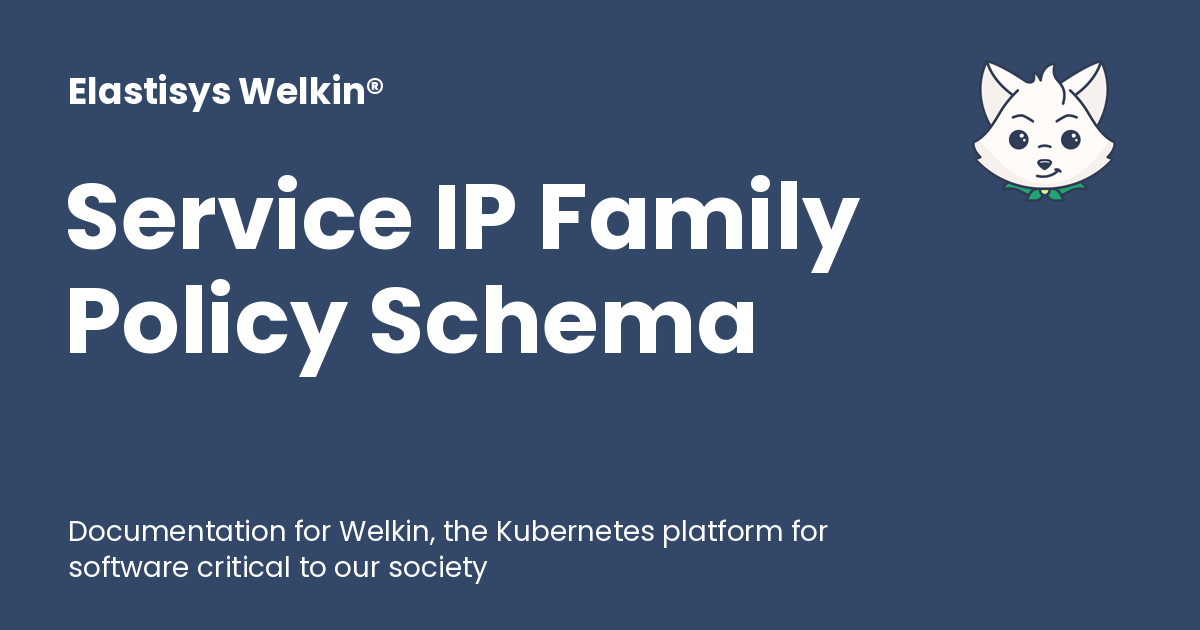 Elastisys Welkin®
Service IP Family
Policy Schema
Documentation for Welkin, the Kubernetes platform for
software critical to our society